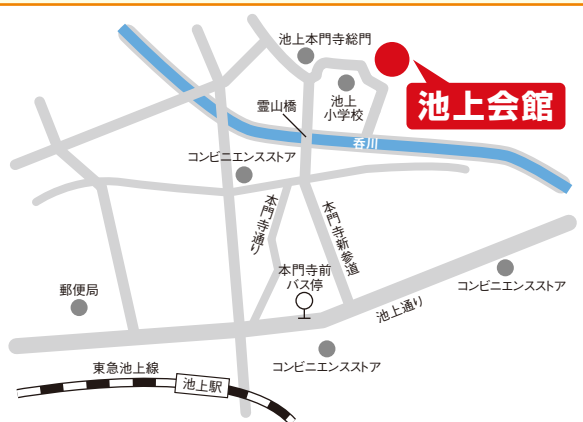 池上本門寺総門
池上会館
池上
小学校
霊山橋
呑川
コンビニエンスストア
本門寺通り
本門寺新参道
本門寺前
バス停
コンビニエンスストア
郵便局
池上通り
コンビニエンスストア
東急池上線
池上駅